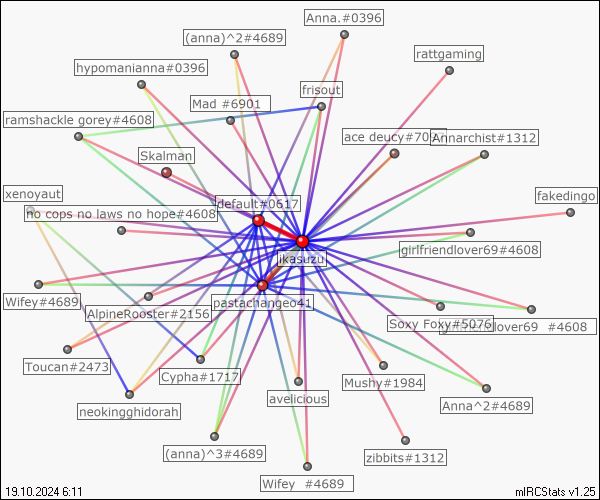 Anna.#0396
(anna)^2#4689
rattgaming
hypomanianna#0396
frisout
Mad #6901
ramshackle gorey#4608
ace deucy#70
Annarchist#1312
Skalman
xenoyaut
default#0617
fakedingo
no cops no laws no hope#4608
girlfriendlover69#4608
ikasuzu
Wifey#4689
pastachangeo41
AlpineRooster#2156
Soxy Foxy#5076
lover69 #4608
Toucan#2473
Cypha#1717
Mushy#1984
neokingghidorah
avelicious
Anna^2#4689
(anna)^3#4689
zibbits#1312
Wifey #4689
19.10.2024 6:11
mIRCStats v1.25